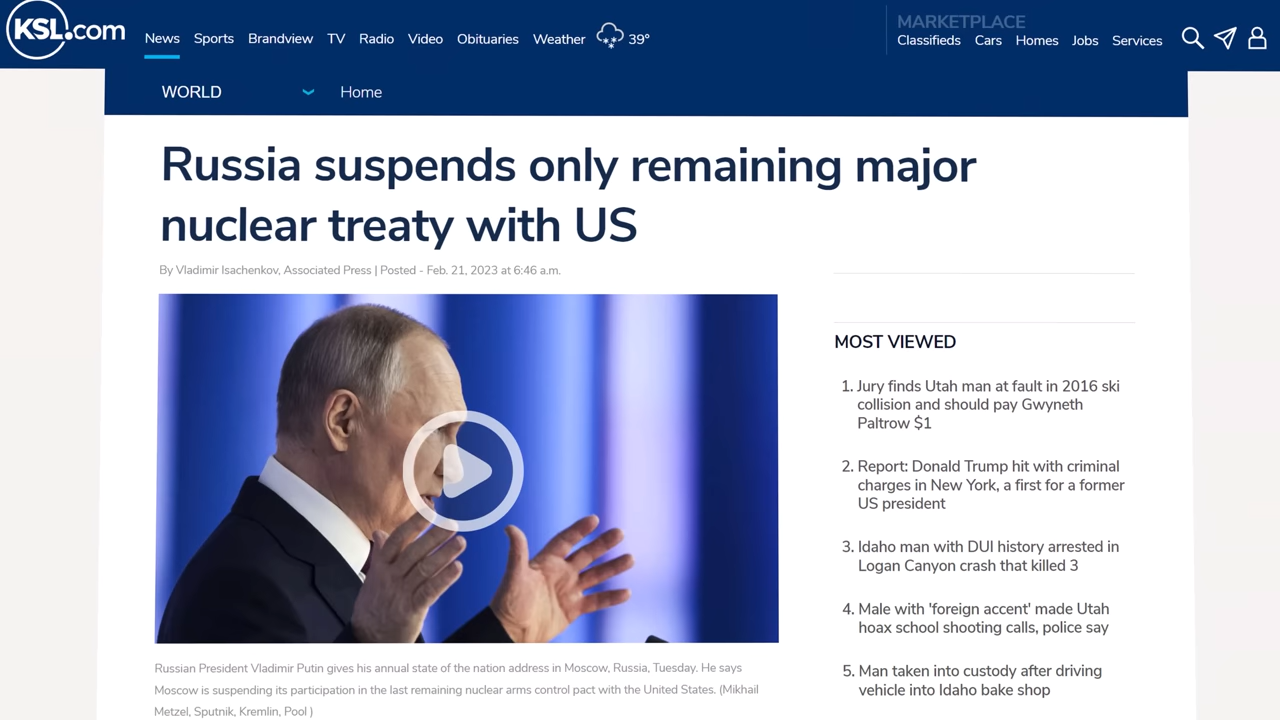 KSL.com
News Sports Brandview TV Radio Video Obituaries Weather 39°
MARKETPLACE
Classifieds Cars Homes Jobs Services
WORLD Home
Russia suspends only remaining major
nuclear treaty with US
By Vladimir Isachenkov, Associated Press | Posted - Feb. 21, 2023 at 6:46 a.m.
Russian President Vladimir Putin gives his annual state of the nation address in Moscow, Russia, Tuesday. He says
Moscow is suspending its participation in the last remaining nuclear arms control pact with the United States. (Mikhail
Metzel, Sputnik, Kremlin, Pool )
MOST VIEWED
1. Jury finds Utah man at fault in 2016 ski
collision and should pay Gwyneth
Paltrow $1
2. Report: Donald Trump hit with criminal
charges in New York, a first for a former
US president
3. Idaho man with DUI history arrested in
Logan Canyon crash that killed 3
4. Male with 'foreign accent' made Utah
hoax school shooting calls, police say
5. Man taken into custody after driving
vehicle into Idaho bake shop